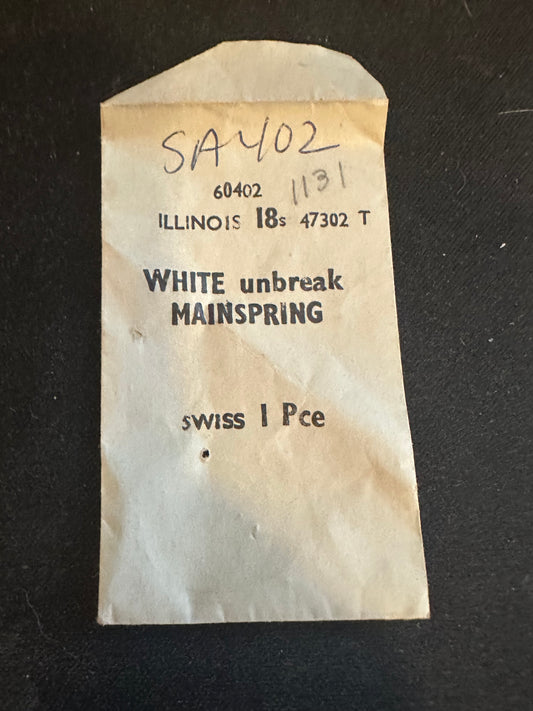 SA402
60402 1131
ILLINOIS 18s 47302 T
WHITE unbreak
MAINSPRING
SWISS 1 Pce